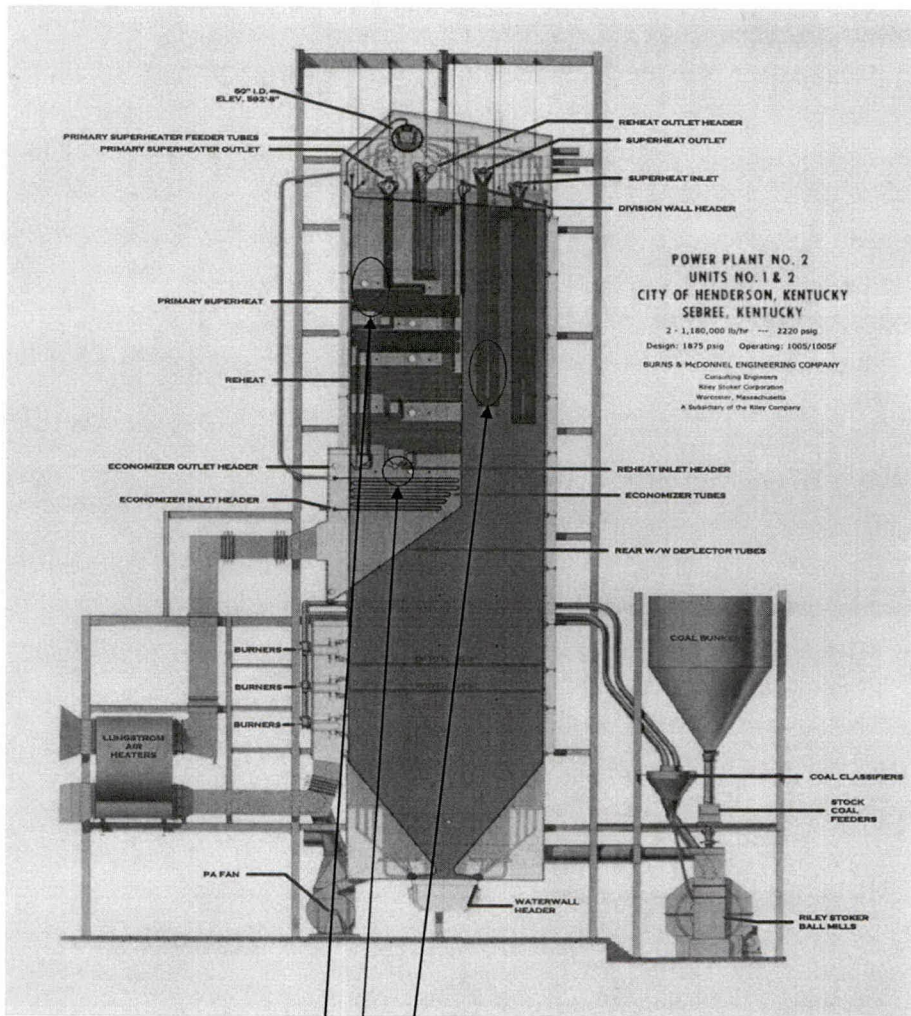 60" I.D.
ELEV. 592'-8"
PRIMARY SUPERHEATER FEEDER TUBES
PRIMARY SUPERHEATER OUTLET
REHEAT OUTLET HEADER
SUPERHEAT OUTLET
SUPERHEAT INLET
DIVISION WALL HEADER
POWER PLANT NO. 2
UNITS NO. 1 & 2
CITY OF HENDERSON, KENTUCKY
SEBREE, KENTUCKY
2 - 1,180,000 lb/hr --- 2220 psig
Design: 1875 psig Operating: 1005/1005F
BURNS & McDONNEL ENGINEERING COMPANY
Consulting Engineers
Riley Stoker Corporation
Worcester, Massachusetts
A Subsidiary of the Riley Company
PRIMARY SUPERHEAT
REHEAT
ECONOMIZER OUTLET HEADER
REHEAT INLET HEADER
ECONOMIZER INLET HEADER
ECONOMIZER TUBES
REAR W/W DEFLECTOR TUBES
BURNERS
BURNERS
BURNERS
COAL BUNKER
LUNGSTROM
AIR
HEATERS
COAL CLASSIFIERS
STOCK
COAL
FEEDERS
PA FAN
WATERWALL
HEADER
RILEY STOKER
BALL MILLS